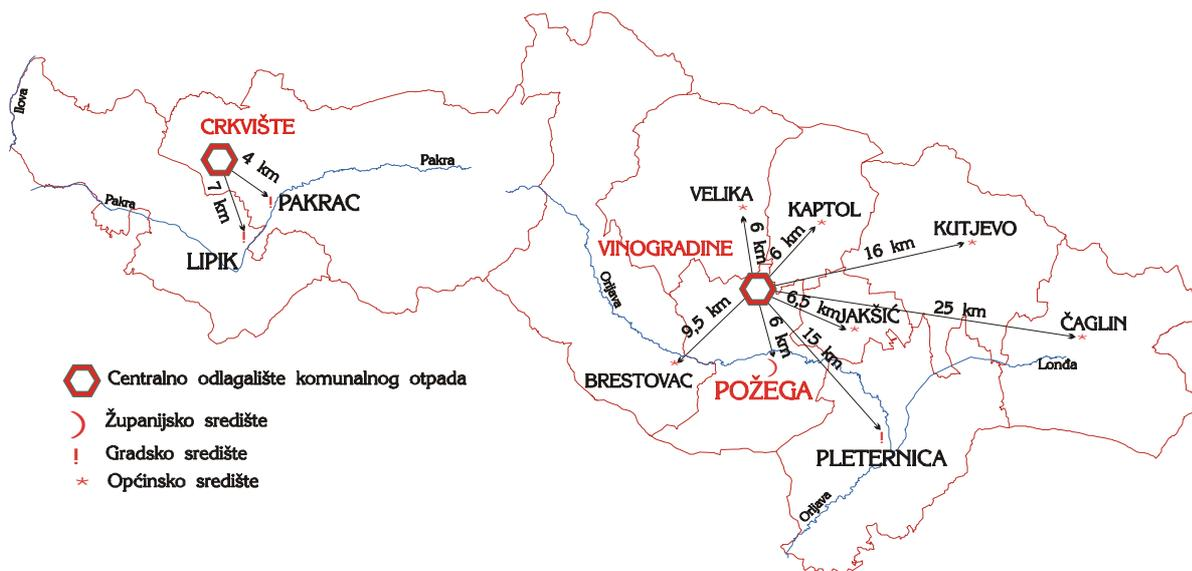 Ilova
CRKVIŠTE
4 km
7 km
Pakra
Pakra
PAKRAC
LIPIK
VELIKA
KAPTOL
KUTJEVO
VINOGRADINE
6 km
6 km
16 km
Orljava
9,5 km
6,5 km
JAKŠIĆ
25 km
ČAGLIN
6 km
15 km
Londa
BRESTOVAC
POŽEGA
PLETERNICA
Orljava
Centralno odlagalište komunalnog otpada
Županijsko središte
Gradsko središte
Općinsko središte